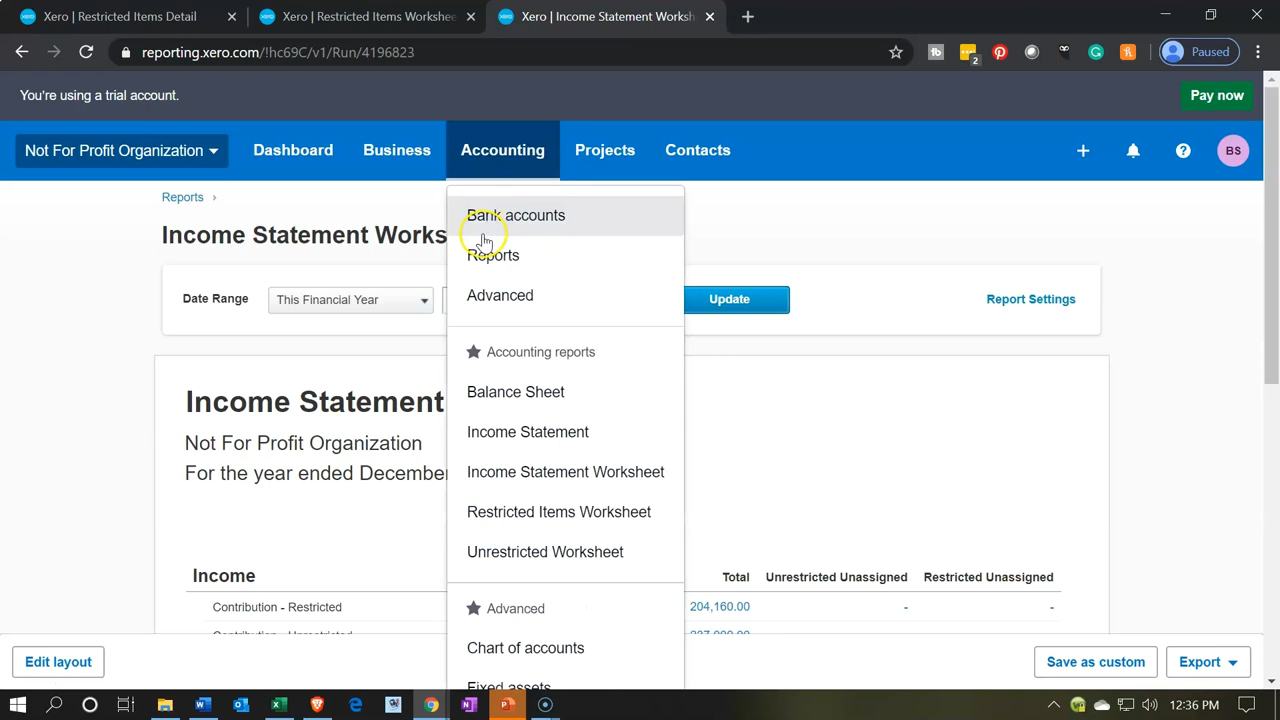 Xero | Restricted Items Detail
Xero | Restricted Items Workshee
Xero | Income Statement Worksh
reporting.xero.com/!hc69C/v1/Run/4196823
2
Paused
You're using a trial account.
Pay now
Not For Profit Organization
Dashboard
Business
Accounting
Projects
Contacts
BS
Reports
Bank accounts
Income Statement Works
Reports
Date Range
This Financial Year
Advanced
Update
Report Settings
Accounting reports
Income Statement
Balance Sheet
Not For Profit Organization
Income Statement
For the year ended December
Income Statement Worksheet
Restricted Items Worksheet
Unrestricted Worksheet
Income
Total
Unrestricted Unassigned
Restricted Unassigned
Contribution - Restricted
204,160.00
-
-
Advanced
Chart of accounts
Fixed assets
Edit layout
Save as custom
Export
12:36 PM